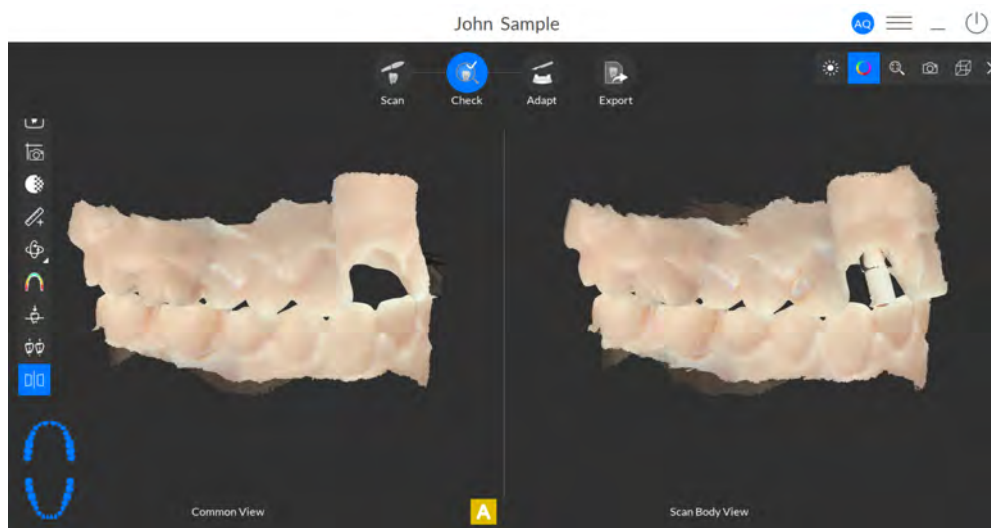 John Sample
AQ
Scan
Check
Adapt
Export
Common View
A
Scan Body View